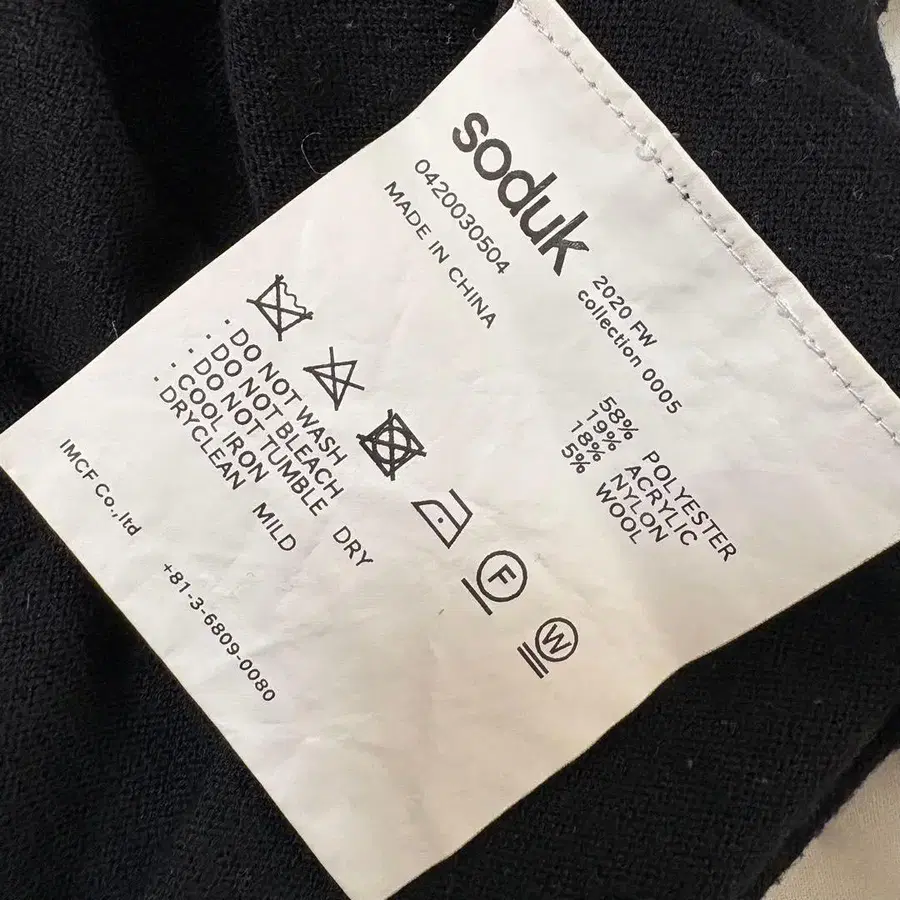 soduk
0420030504
MADE IN CHINA
2020 FW
collection 0005
58% POLYESTER
19% ACRYLIC
18% NYLON
5% WOOL
F
W
: DO NOT WASH
: DO NOT BLEACH
: DO NOT TUMBLE DRY
: COOL IRON
: DRYCLEAN MILD
IMCF Co.,ltd
+81-3-6809-0080